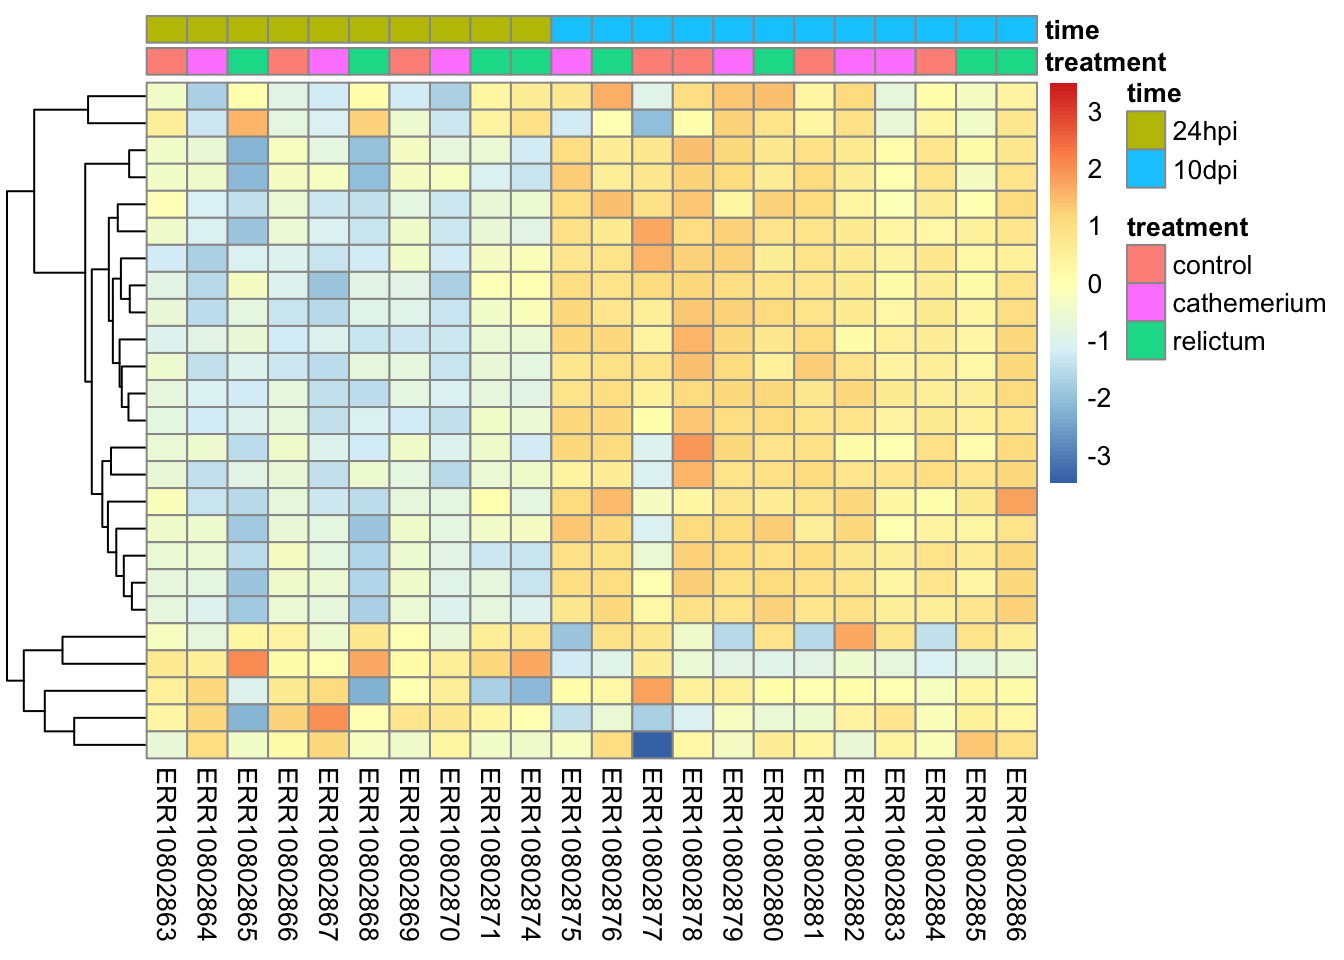 time
treatment
time
24hpi
10dpi
treatment
control
cathemerium
relictum
3
2
1
0
-1
-2
-3
ERR10802863
ERR10802864
ERR10802865
ERR10802866
ERR10802867
ERR10802868
ERR10802869
ERR10802870
ERR10802871
ERR10802874
ERR10802875
ERR10802876
ERR10802877
ERR10802878
ERR10802879
ERR10802880
ERR10802881
ERR10802882
ERR10802883
ERR10802884
ERR10802885
ERR10802886